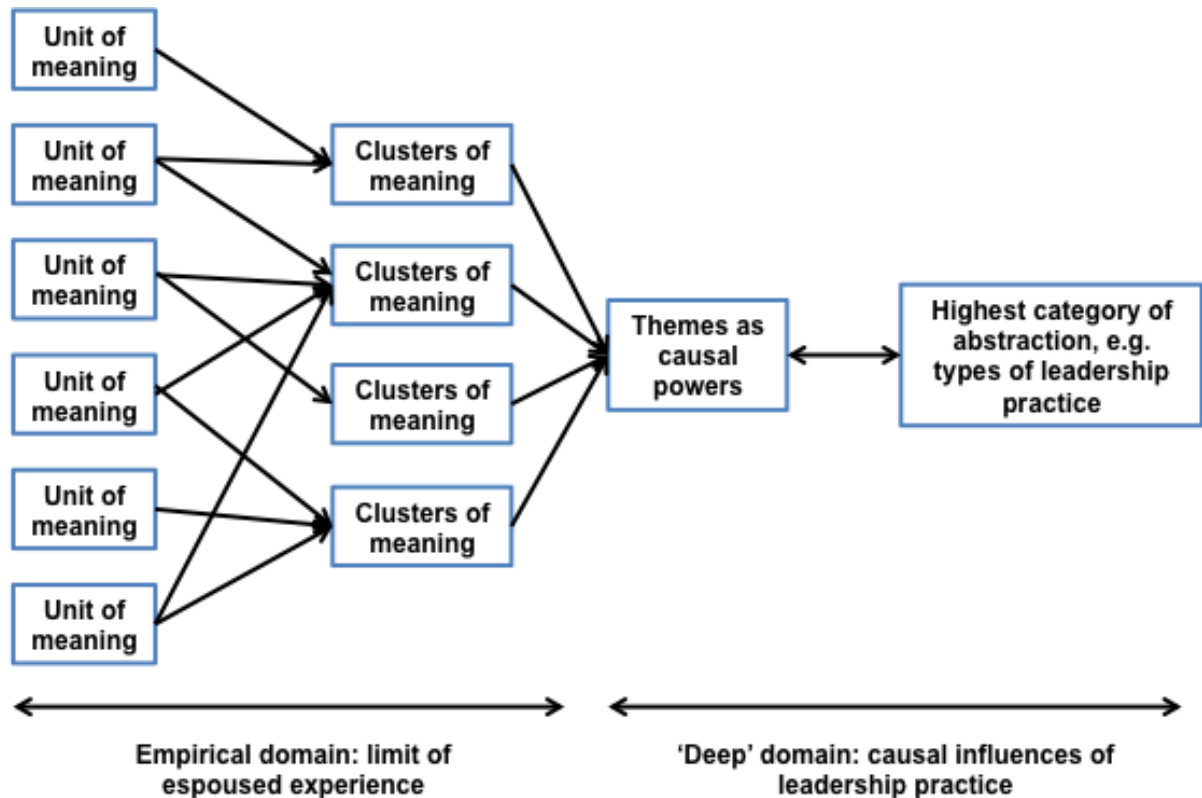 Unit of
meaning
Unit of
meaning
Unit of
meaning
Unit of
meaning
Unit of
meaning
Unit of
meaning
Clusters of
meaning
Clusters of
meaning
Clusters of
meaning
Clusters of
meaning
Themes as
causal
powers
Highest category of
abstraction, e.g.
types of leadership
practice
Empirical domain: limit of
espoused experience
‘Deep’ domain: causal influences of
leadership practice